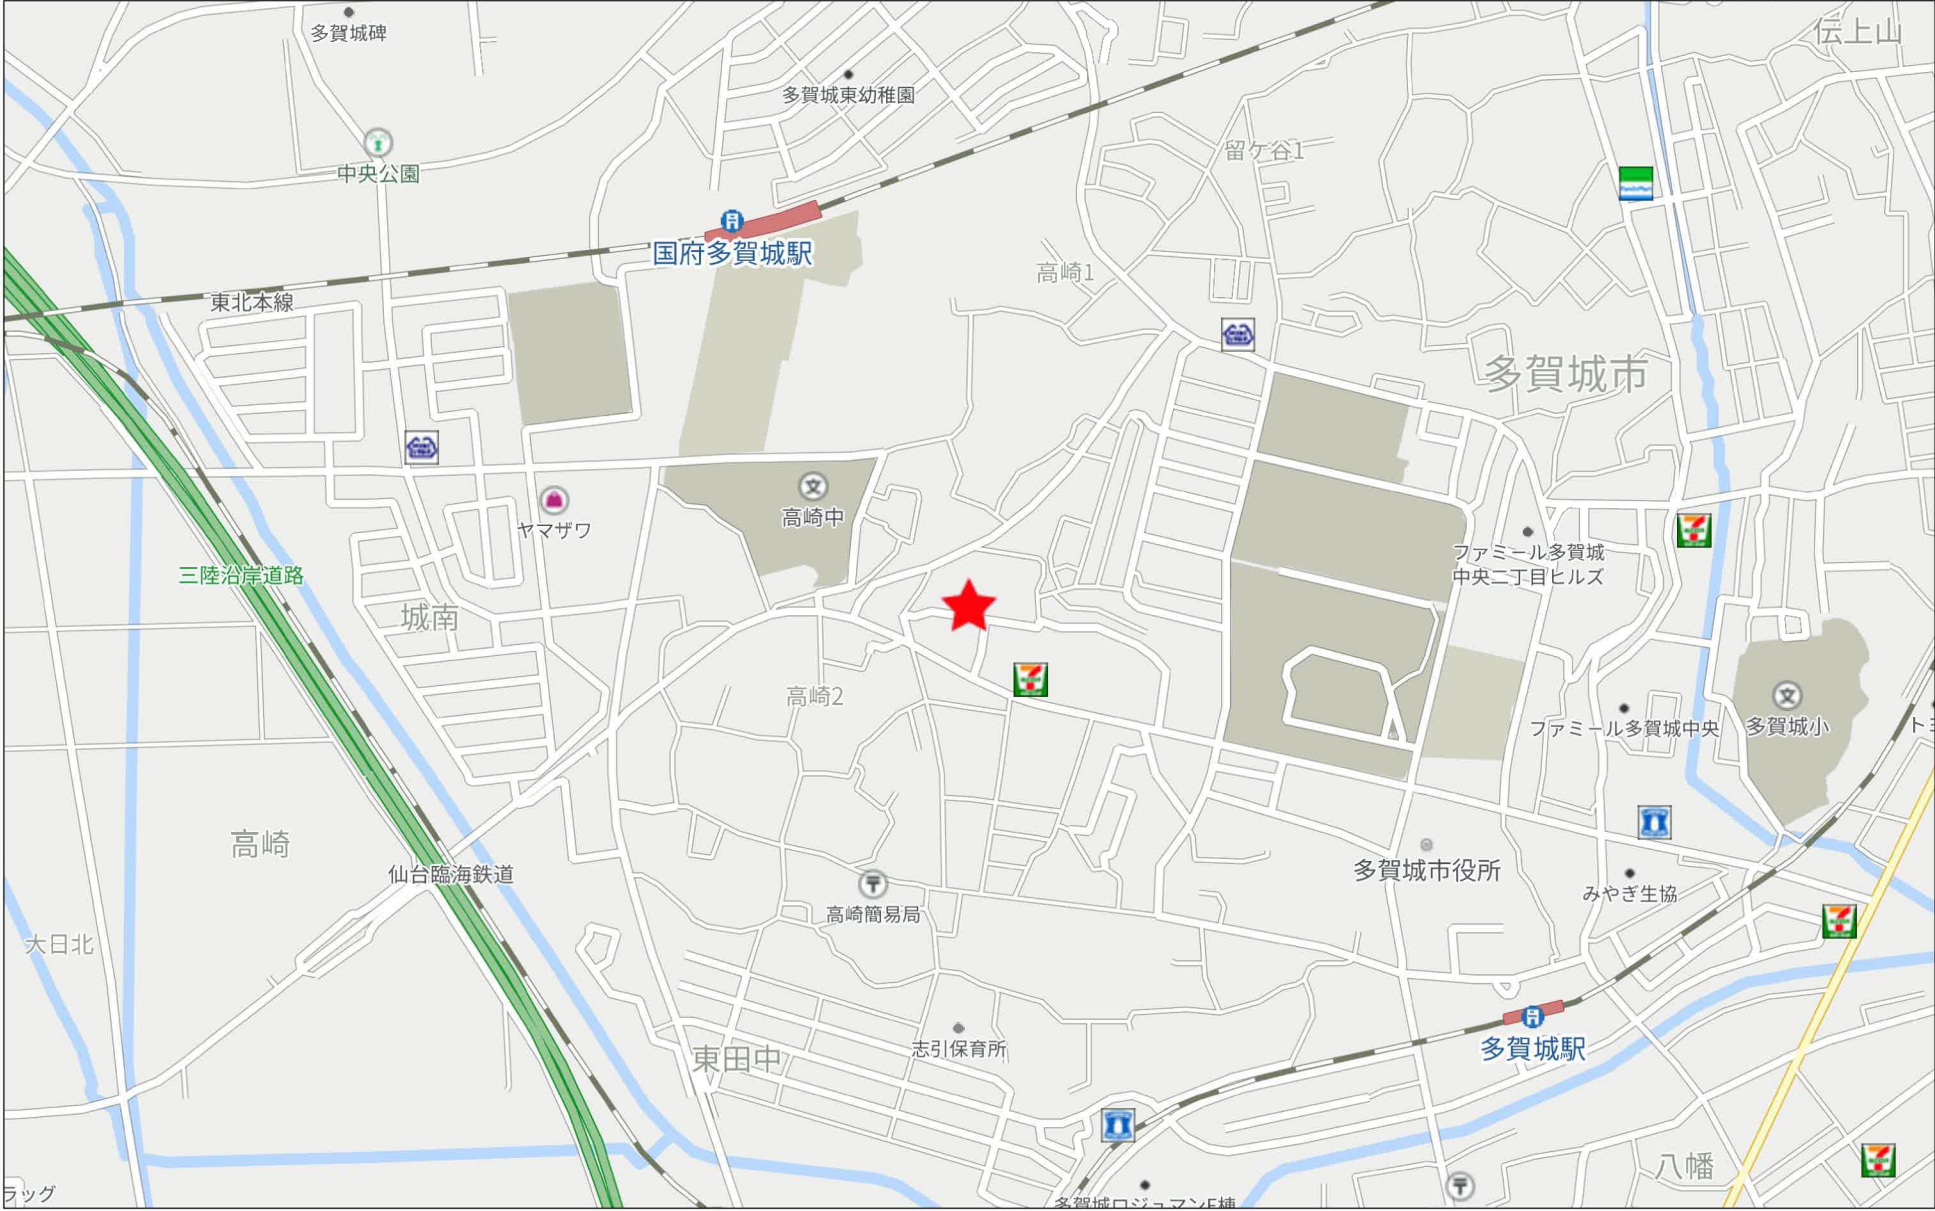 多賀城碑
伝上山
多賀城東幼稚園
留ケ谷1
中央公園
FamilyMart
国府多賀城駅
高崎1
東北本線
多賀城市
ヤマザワ
高崎中
ファミール多賀城
中央二丁目ヒルズ
三陸沿岸道路
城南
高崎2
ファミール多賀城中央
多賀城小
高崎
多賀城市役所
仙台臨海鉄道
みやぎ生協
高崎簡易局
大日北
志引保育所
多賀城駅
東田中
八幡
ラッグ